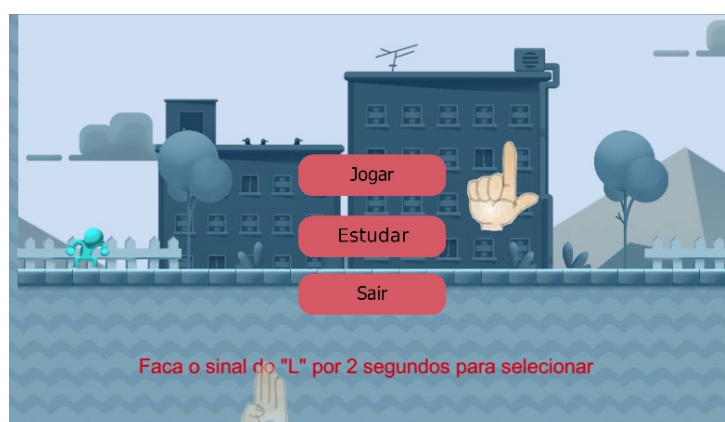 Jogar
Estudar
Sair
Faca o sinal do "L" por 2 segundos para selecionar